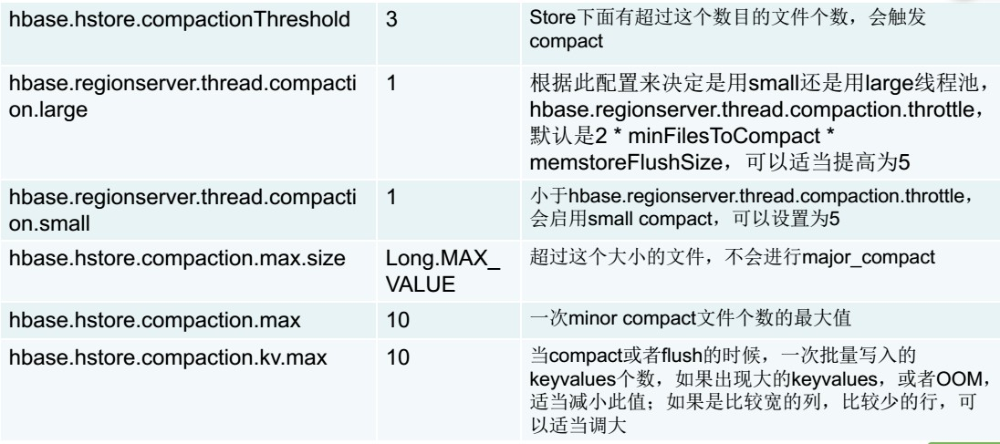 hbase.hstore.compactionThreshold
3
Store下面有超过这个数目的文件个数，会触发
compact
hbase.regionserver.thread.compacti
on.large
1
根据此配置来决定是用small还是用large线程池，
hbase.regionserver.thread.compaction.throttle，
默认是2 * minFilesToCompact *
memstoreFlushSize，可以适当提高为5
hbase.regionserver.thread.compacti
on.small
1
小于hbase.regionserver.thread.compaction.throttle，
会启用small compact，可以设置为5
hbase.hstore.compaction.max.size
Long.MAX_
VALUE
超过这个大小的文件，不会进行major_compact
hbase.hstore.compaction.max
10
一次minor compact文件个数的最大值
hbase.hstore.compaction.kv.max
10
当compact或者flush的时候，一次批量写入的
keyvalues个数，如果出现大的keyvalues，或者OOM，
适当减小此值；如果是比较宽的列，比较少的行，可
以适当调大